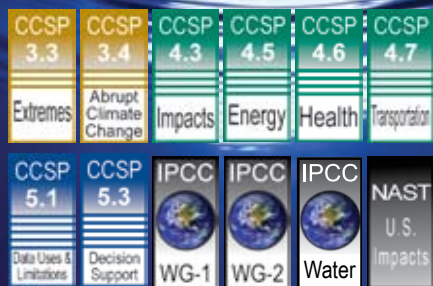 CCSP CCSP CCSP CCSP CCSP CCSP
3.3 3.4 4.3 4.5 4.6 4.7
Extremes Abrupt Climate Change Impacts Energy Health Transportation
CCSP CCSP IPCC IPCC IPCC NAST
5.1 5.3 U.S. Impacts
Data Uses & Limitations Decision Support WG-1 WG-2 Water